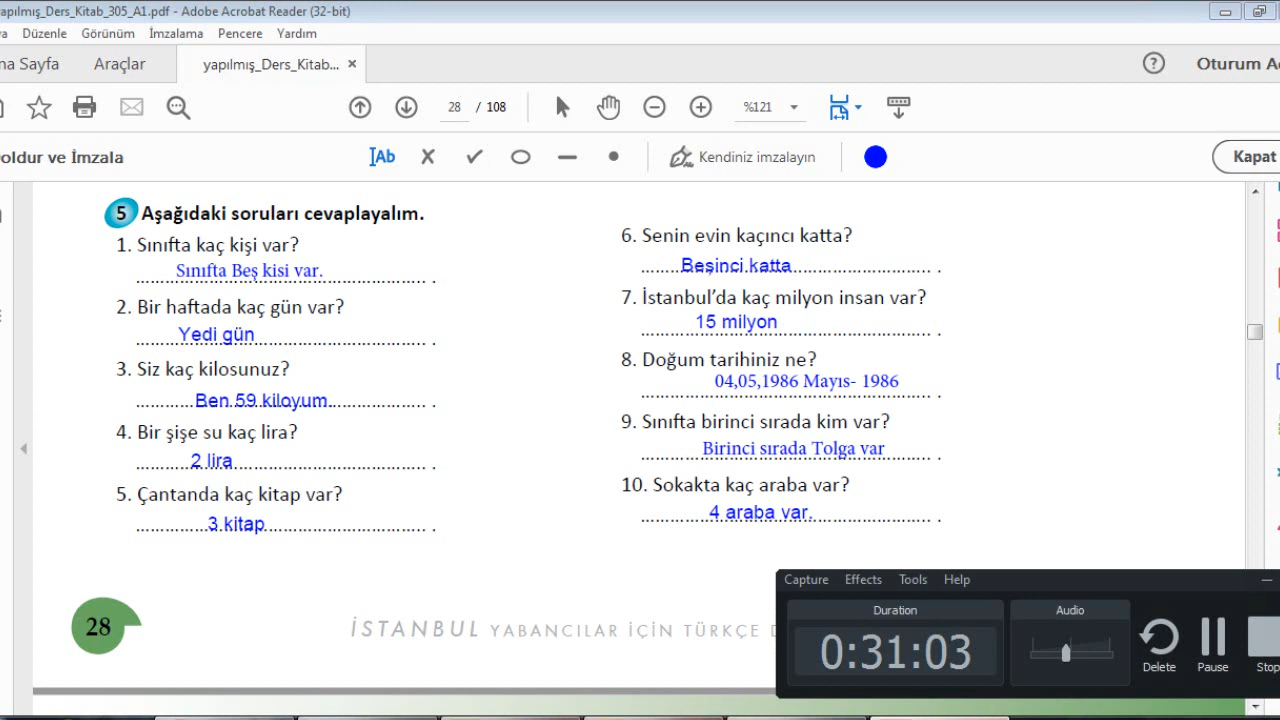 yapılmış_Ders_Kitab_305_A1.pdf - Adobe Acrobat Reader (32-bit)
Düzenle Görünüm İmzalama Pencere Yardım
Sayfa Araçlar yapılmış_Ders_Kitab... × ? Oturum
28 / 108 %121
İmzala Ab Kendiniz imzalayın Kapat
5 Aşağıdaki soruları cevaplayalım.
1. Sınıfta kaç kişi var?
Sınıfta Beş kisi var.
2. Bir haftada kaç gün var?
Yedi gün
3. Siz kaç kilosunuz?
Ben 59 kiloyum.
4. Bir şişe su kaç lira?
2 lira
5. Çantanda kaç kitap var?
3 kitap
6. Senin evin kaçıncı katta?
Beşinci katta
7. İstanbul'da kaç milyon insan var?
15 milyon
8. Doğum tarihiniz ne?
04,05,1986 Mayıs- 1986
9. Sınıfta birinci sırada kim var?
Birinci sırada Tolga var
10. Sokakta kaç araba var?
4 araba var.
28
İSTANBUL YABANCILAR İÇİN TÜRKÇE
Capture Effects Tools Help
Duration Audio
0:31:03
Delete Pause Stop